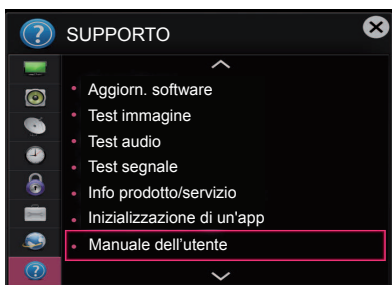 SUPPORTO
Aggiorn. software
Test immagine
Test audio
Test segnale
Info prodotto/servizio
Inizializzazione di un'app
Manuale dell’utente